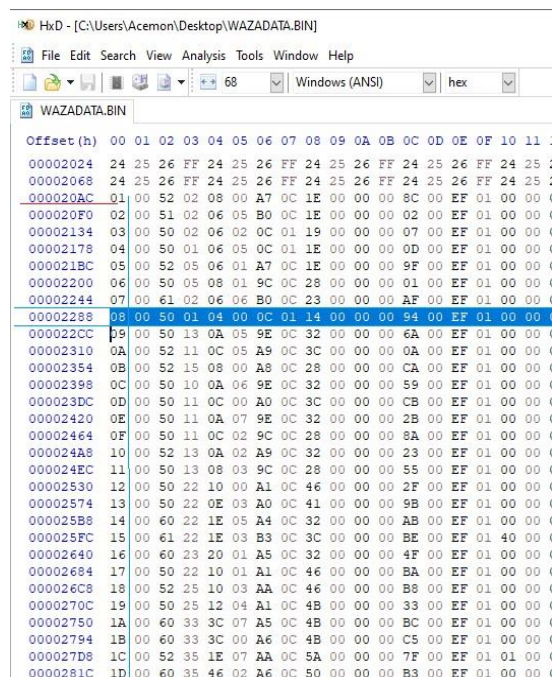 HxD - [C:\Users\Acemon\Desktop\WAZADATA.BIN]
File Edit Search View Analysis Tools Window Help
68 Windows (ANSI) hex
WAZADATA.BIN
Offset(h) 00 01 02 03 04 05 06 07 08 09 0A 0B 0C 0D 0E 0F 10 11
00002024 24 25 26 FF 24 25 26 FF 24 25 26 FF 24 25 26 FF 24 25
00002068 24 25 26 FF 24 25 26 FF 24 25 26 FF 24 25 26 FF 24 25
000020AC 01 00 52 02 08 00 A7 0C 1E 00 00 00 8C 00 EF 01 00 00
000020F0 02 00 51 02 06 05 B0 0C 1E 00 00 00 02 00 EF 01 00 00
00002134 03 00 50 02 06 02 0C 01 19 00 00 00 07 00 EF 01 00 00
00002178 04 00 50 01 06 05 0C 01 1E 00 00 00 0D 00 EF 01 00 00
000021BC 05 00 52 05 06 01 A7 0C 1E 00 00 00 9F 00 EF 01 00 00
00002200 06 00 50 05 08 01 9C 0C 28 00 00 00 01 00 EF 01 00 00
00002244 07 00 61 02 06 06 B0 0C 23 00 00 00 AF 00 EF 01 00 00
00002288 08 00 50 01 04 00 0C 01 14 00 00 00 94 00 EF 01 00 00
000022CC 09 00 50 13 0A 05 9E 0C 32 00 00 00 6A 00 EF 01 00 00
00002310 0A 00 52 11 0C 05 A9 0C 3C 00 00 00 0A 00 EF 01 00 00
00002354 0B 00 52 15 08 00 A8 0C 28 00 00 00 CA 00 EF 01 00 00
00002398 0C 00 50 10 0A 06 9E 0C 32 00 00 00 59 00 EF 01 00 00
000023DC 0D 00 50 11 0C 00 A0 0C 3C 00 00 00 CB 00 EF 01 00 00
00002420 0E 00 50 11 0A 07 9E 0C 32 00 00 00 2B 00 EF 01 00 00
00002464 0F 00 50 11 0C 02 9C 0C 28 00 00 00 8A 00 EF 01 00 00
000024A8 10 00 52 13 0A 02 A9 0C 32 00 00 00 23 00 EF 01 00 00
000024EC 11 00 50 13 08 03 9C 0C 28 00 00 00 55 00 EF 01 00 00
00002530 12 00 50 22 10 00 A1 0C 46 00 00 00 2F 00 EF 01 00 00
00002574 13 00 50 22 0E 03 A0 0C 41 00 00 00 9B 00 EF 01 00 00
000025B8 14 00 60 22 1E 05 A4 0C 32 00 00 00 AB 00 EF 01 00 00
000025FC 15 00 61 22 1E 03 B3 0C 3C 00 00 00 BE 00 EF 01 40 00
00002640 16 00 60 23 20 01 A5 0C 32 00 00 00 4F 00 EF 01 00 00
00002684 17 00 50 22 10 01 A1 0C 46 00 00 00 BA 00 EF 01 00 00
000026C8 18 00 52 25 10 03 AA 0C 46 00 00 00 B8 00 EF 01 00 00
0000270C 19 00 50 25 12 04 A1 0C 4B 00 00 00 33 00 EF 01 00 00
00002750 1A 00 60 33 3C 07 A5 0C 4B 00 00 00 BC 00 EF 01 00 00
00002794 1B 00 60 33 3C 00 A6 0C 4B 00 00 00 C5 00 EF 01 00 00
000027D8 1C 00 52 35 1E 07 AA 0C 5A 00 00 00 7F 00 EF 01 01 00
0000281C 1D 00 60 35 46 02 A6 0C 50 00 00 00 B3 00 EF 01 00 00